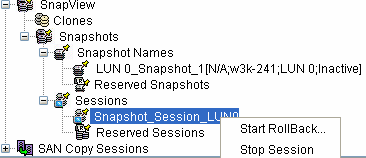 SnapView
Clones
Snapshots
Snapshot Names
LUN 0_Snapshot_1[N/A;w3k-241;LUN 0;Inactive]
Reserved Snapshots
Sessions
Snapshot_Session_LUN0
Start RollBack...
Reserved Sessions
Stop Session
SAN Copy Sessions